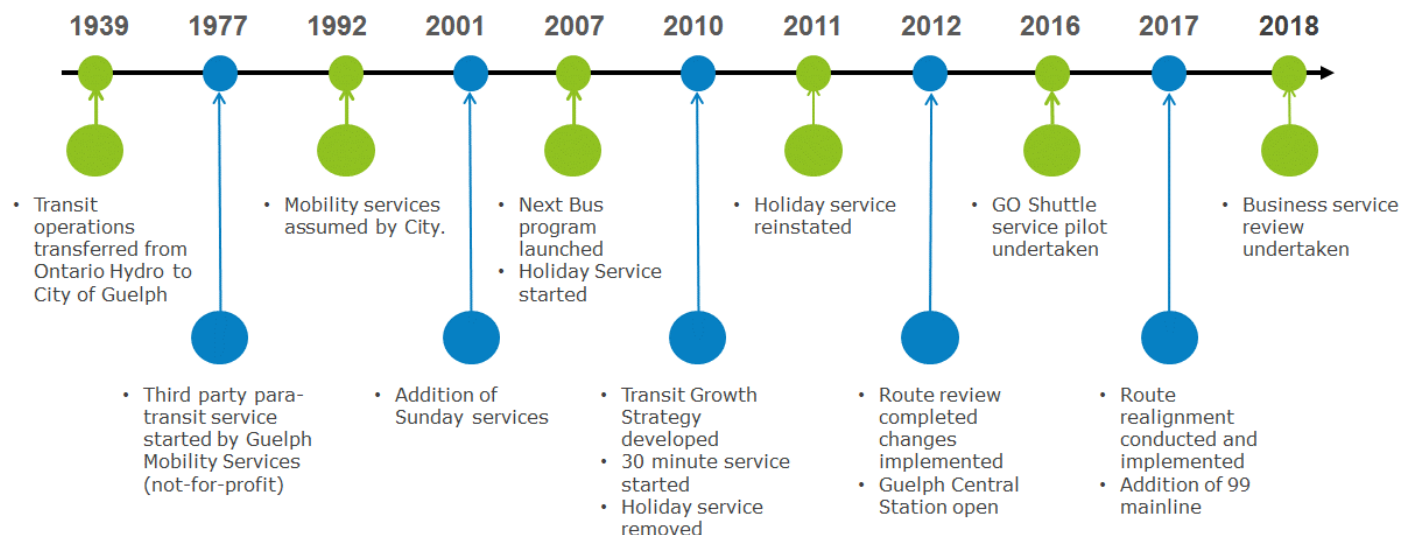 1939 1977 1992 2001 2007 2010 2011 2012 2016 2017 2018
• Transit
operations
transferred from
Ontario Hydro to
City of Guelph
• Mobility services
assumed by City.
• Next Bus
program
launched
• Holiday Service
started
• Holiday service
reinstated
• GO Shuttle
service pilot
undertaken
• Business service
review
undertaken
• Third party para-
transit service
started by Guelph
Mobility Services
(not-for-profit)
• Addition of
Sunday services
• Transit Growth
Strategy
developed
• 30 minute service
started
• Holiday service
removed
• Route review
completed
changes
implemented
• Guelph Central
Station open
• Route
realignment
conducted and
implemented
• Addition of 99
mainline